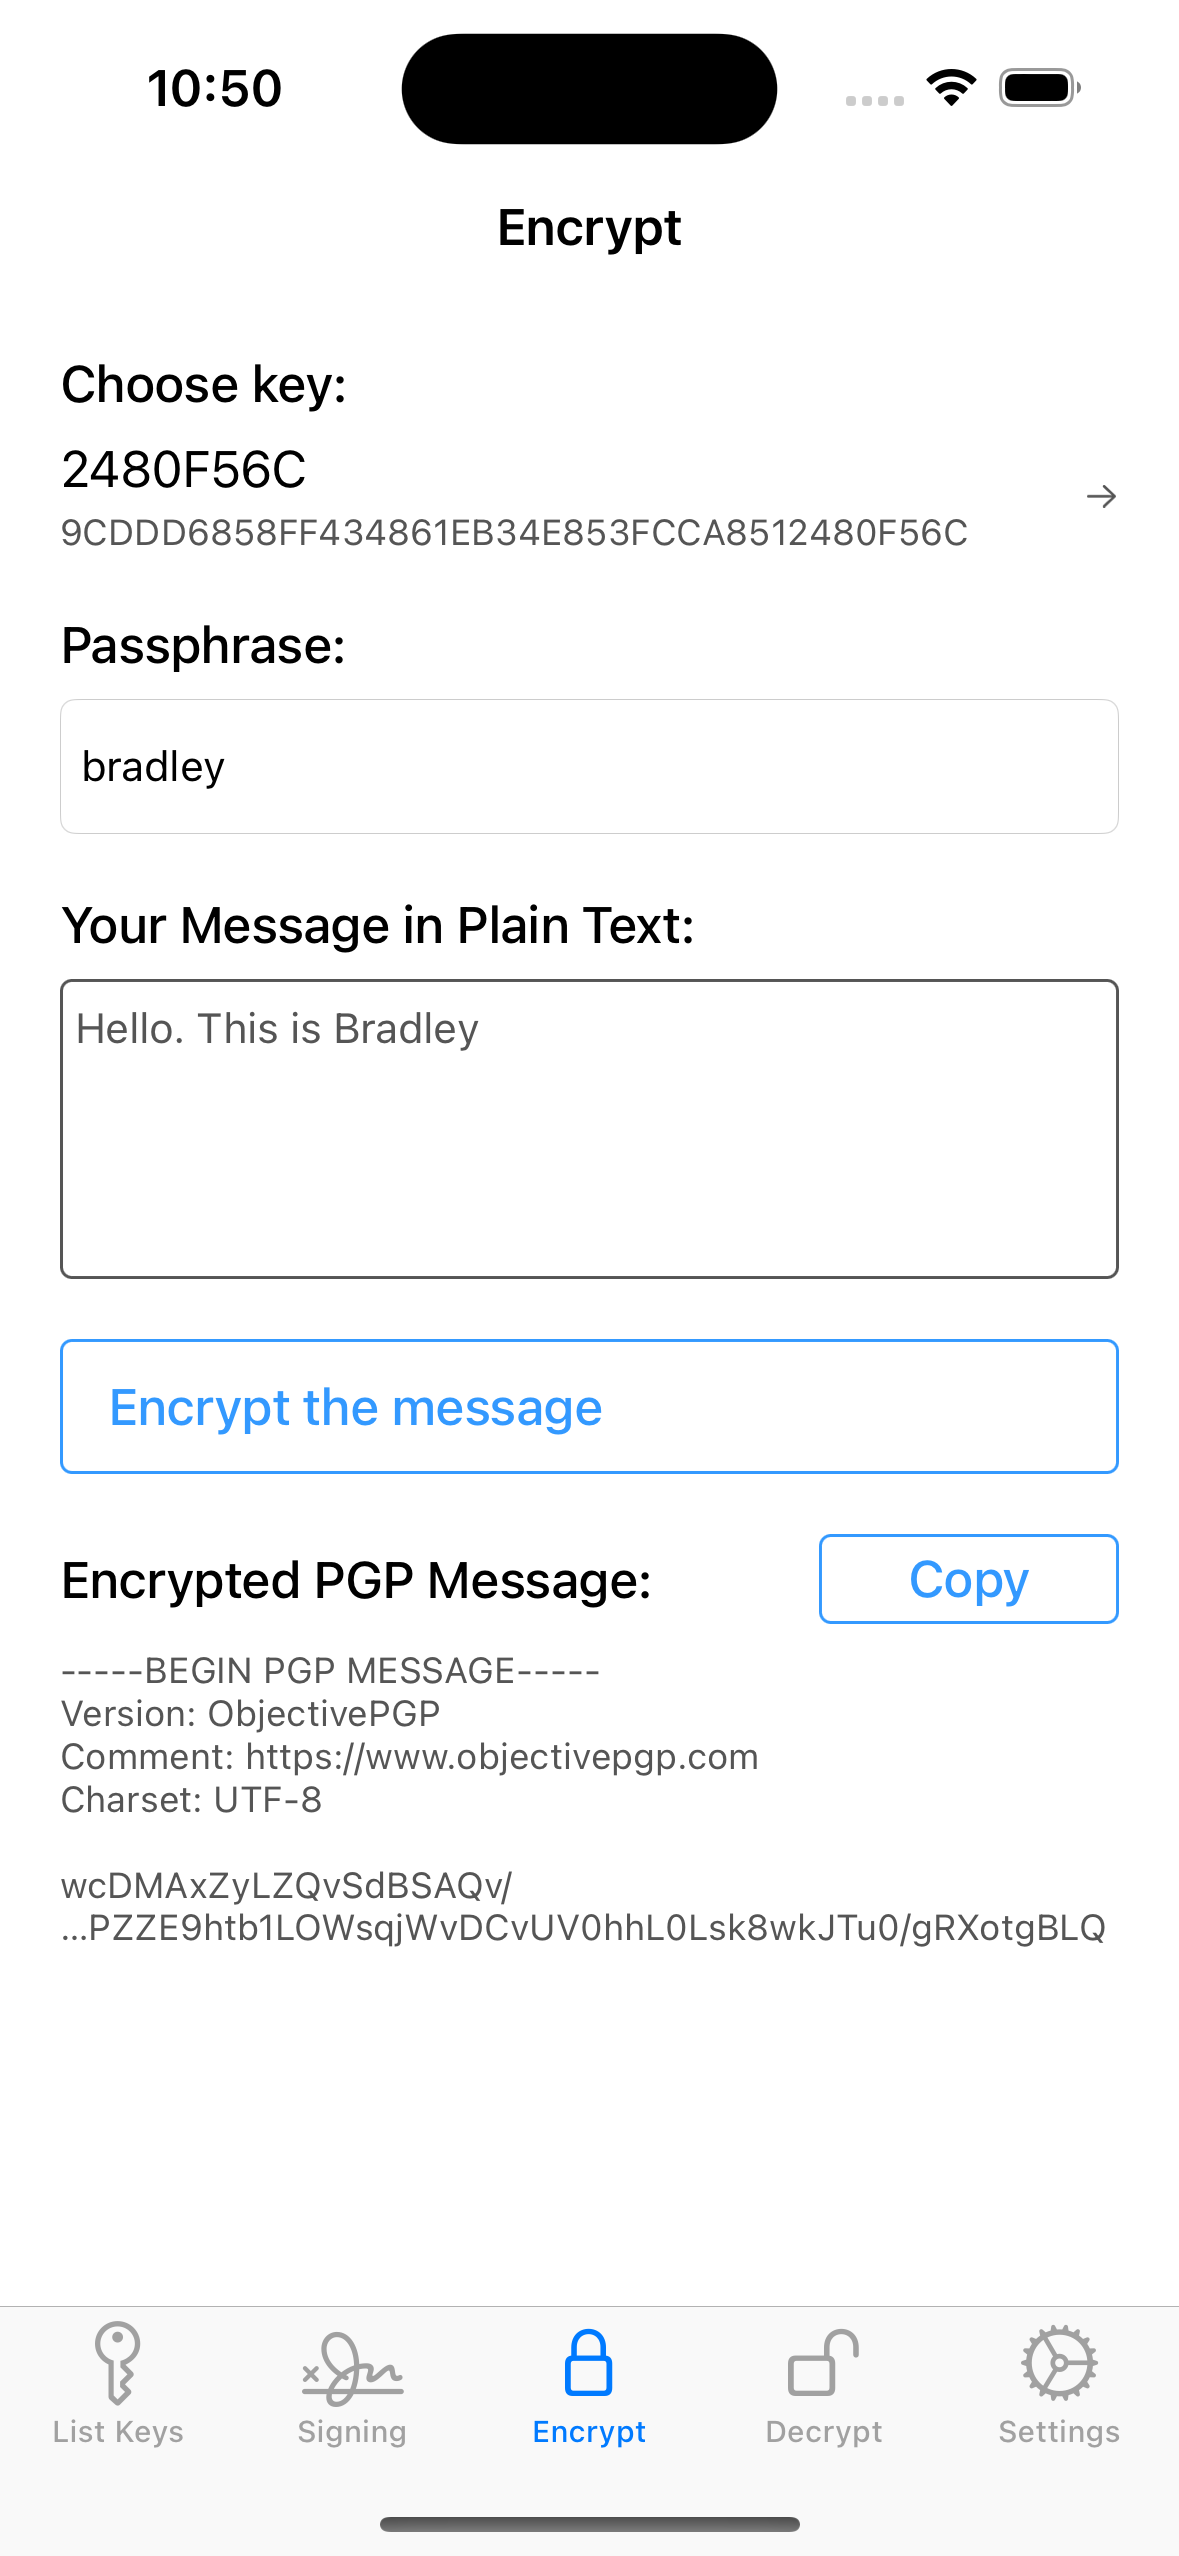 10:50
Encrypt
Choose key:
2480F56C
9CDDD6858FF434861EB34E853FCCA8512480F56C
Passphrase:
bradley
Your Message in Plain Text:
Hello. This is Bradley
Encrypt the message
Encrypted PGP Message:
Copy
-----BEGIN PGP MESSAGE-----
Version: ObjectivePGP
Comment: https://www.objectivepgp.com
Charset: UTF-8
wcDMAxZyLZQvSdBSAQv/
...PZZE9htb1LOWsqjWvDCvUV0hhL0Lsk8wkJTu0/gRXotgBLQ
List Keys
Signing
Encrypt
Decrypt
Settings